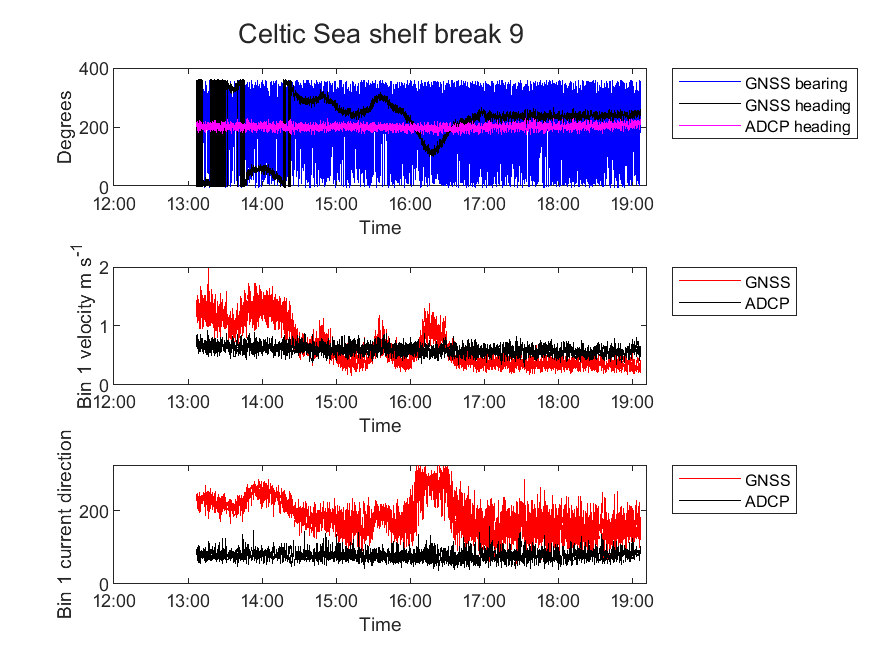 Celtic Sea shelf break 9
400
200
0
Degrees
12:00 13:00 14:00 15:00 16:00 17:00 18:00 19:00
Time
GNSS bearing
GNSS heading
ADCP heading
2
1
0
Bin 1 velocity m s-1
12:00 13:00 14:00 15:00 16:00 17:00 18:00 19:00
Time
GNSS
ADCP
200
0
Bin 1 current direction
12:00 13:00 14:00 15:00 16:00 17:00 18:00 19:00
Time
GNSS
ADCP